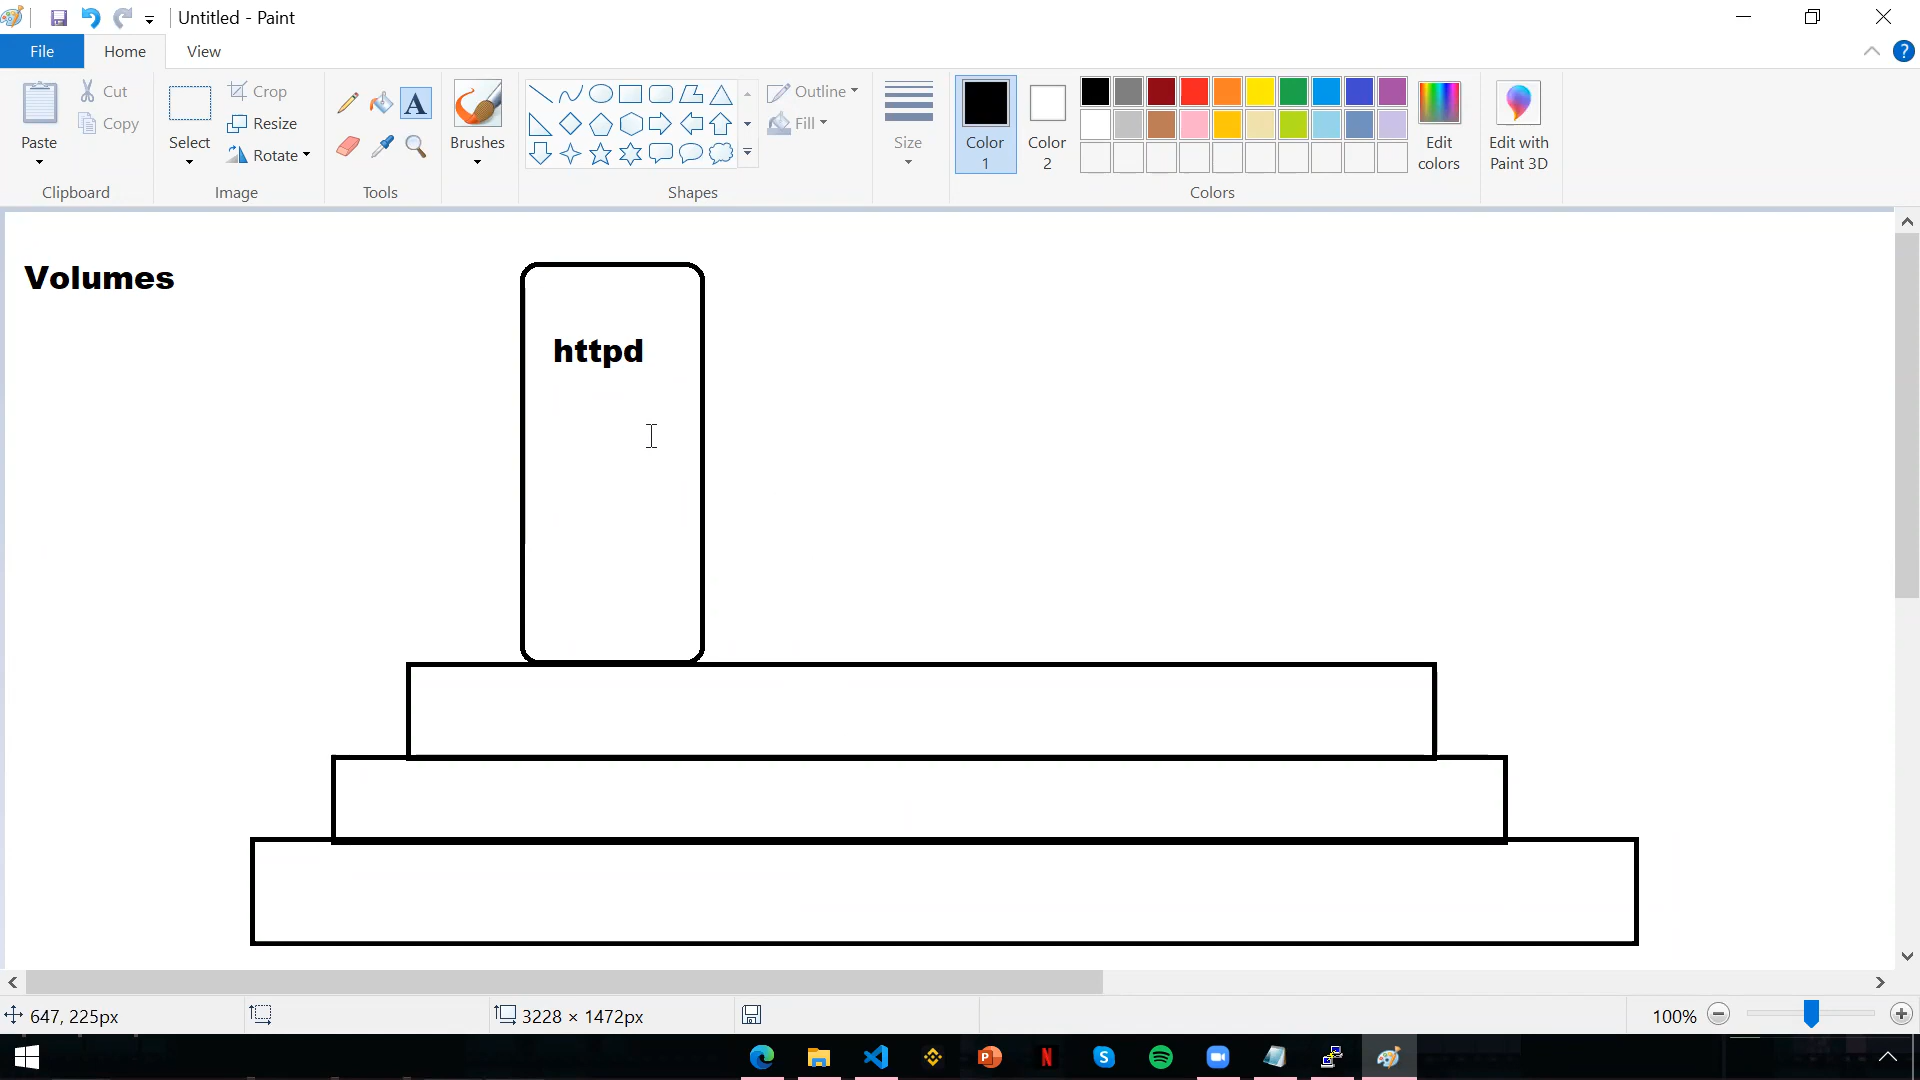 Untitled - Paint
File
Home
View
Paste
Cut
Copy
Clipboard
Select
Crop
Resize
Rotate
Image
A
Tools
Brushes
Shapes
Outline
Fill
Size
Color
1
Color
2
Colors
Edit
colors
Edit with
Paint 3D
?
Volumes
httpd
647, 225px
3228 × 1472px
100%
P
N
S